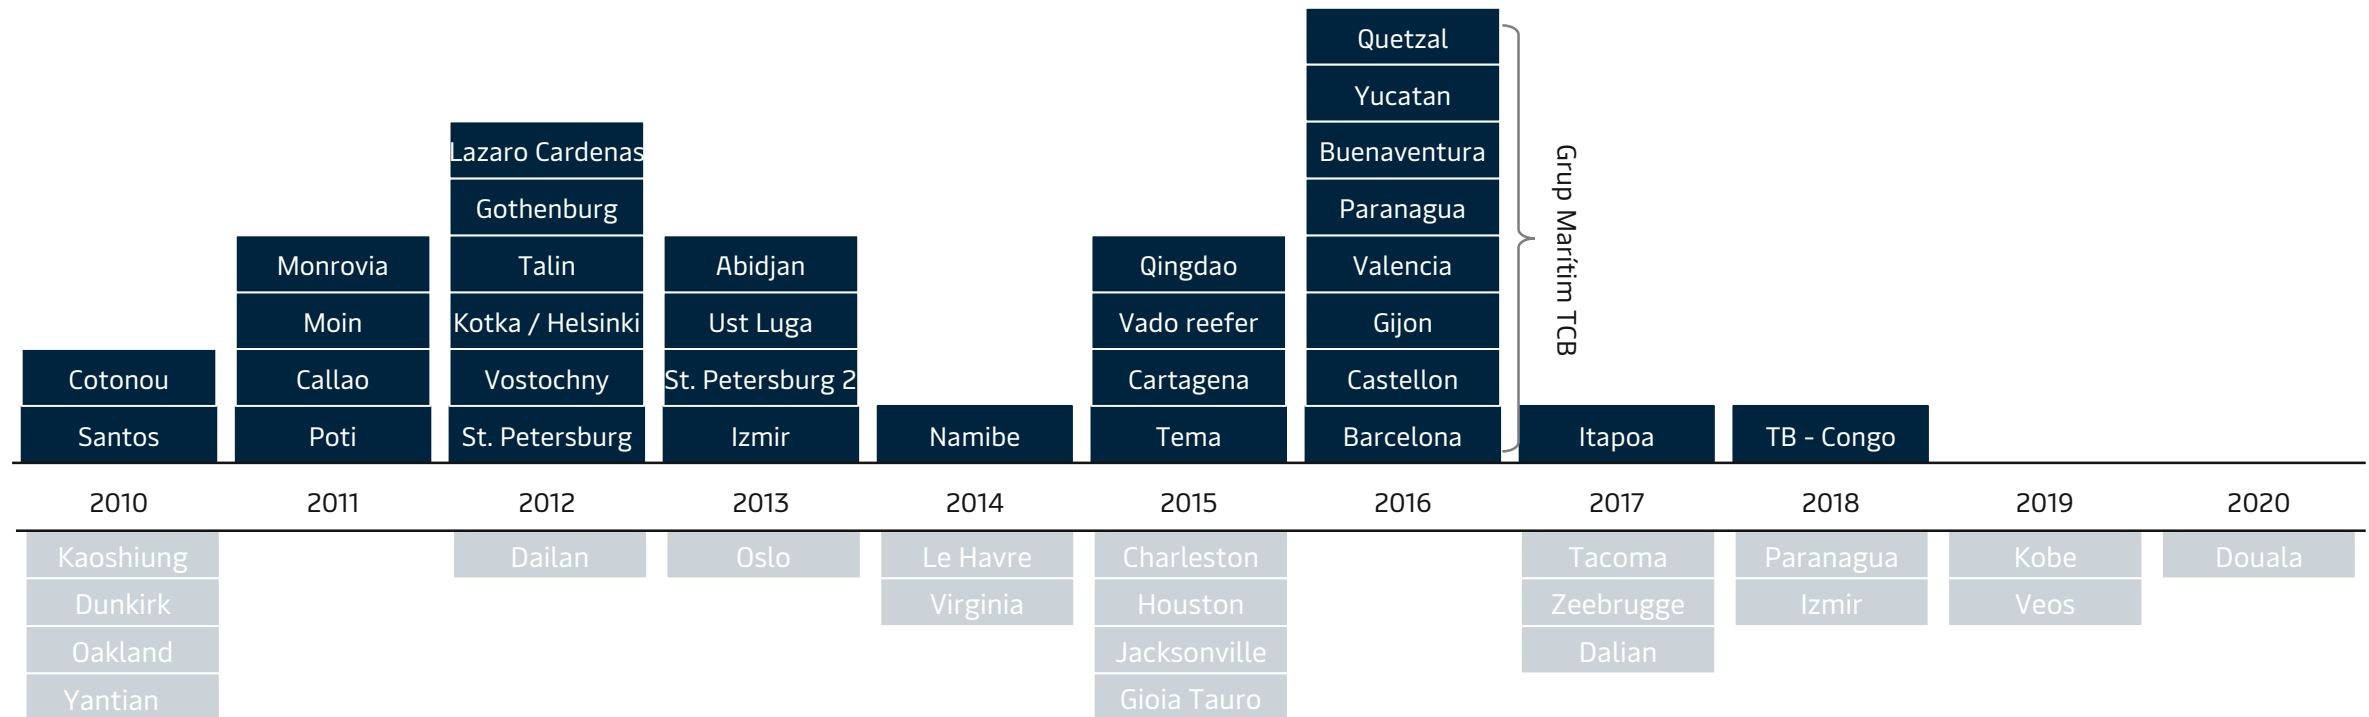 Quetzal
Yucatan
Lazaro Cardenas Buenaventura
Gothenburg Paranagua
Monrovia Talin Abidjan Qingdao Valencia
Moin Kotka / Helsinki Ust Luga Vado reefer Gijon
Cotonou Callao Vostochny St. Petersburg 2 Cartagena Castellon
Santos Poti St. Petersburg Izmir Namibe Tema Barcelona Itapoa TB - Congo
Grup Marítim TCB
2010 2011 2012 2013 2014 2015 2016 2017 2018 2019 2020
Kaoshiung Dailan Oslo Le Havre Charleston Tacoma Paranagua Kobe Douala
Dunkirk Virginia Houston Zeebrugge Izmir Veos
Oakland Jacksonville Dalian
Yantian Gioia Tauro